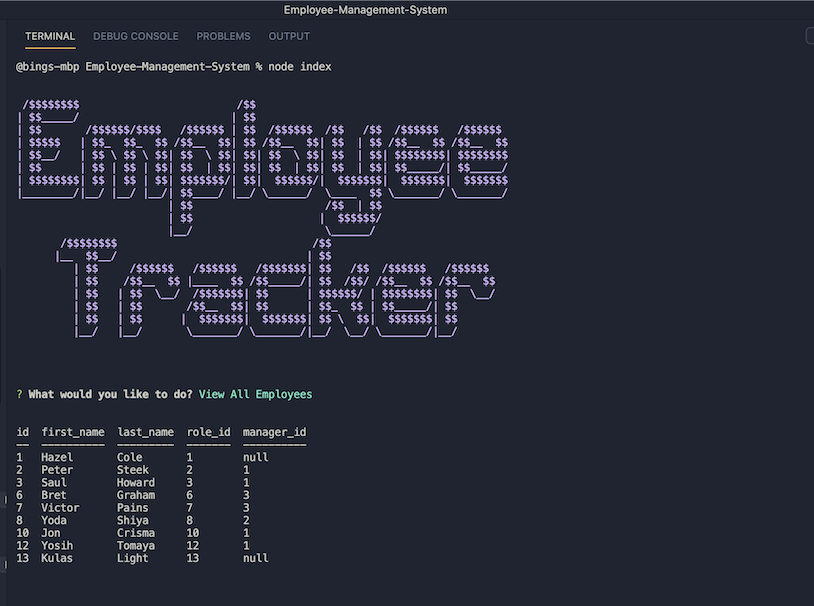 Employee-Management-System
TERMINAL DEBUG CONSOLE PROBLEMS OUTPUT
@bings-mbp Employee-Management-System % node index
Employee
Tracker
? What would you like to do? View All Employees
id first_name last_name role_id manager_id
1 Hazel Cole 1 null
2 Peter Steek 2 1
3 Saul Howard 3 1
6 Bret Graham 6 3
7 Victor Pains 7 3
8 Yoda Shiya 8 2
10 Jon Crisma 10 1
12 Yosih Tomaya 12 1
13 Kulas Light 13 null